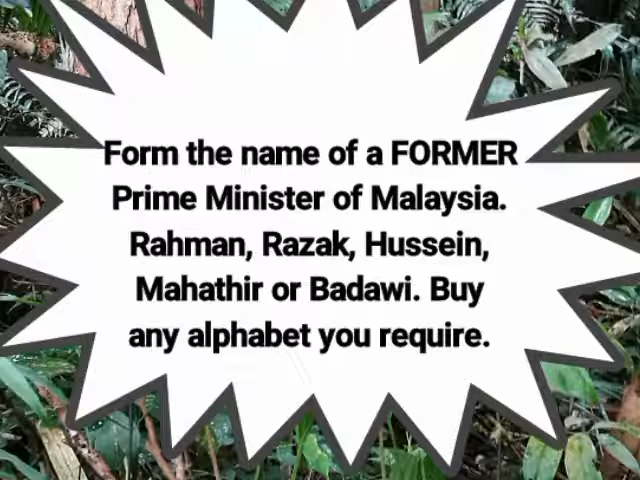 Form the name of a FORMER
Prime Minister of Malaysia.
Rahman, Razak, Hussein,
Mahathir or Badawi. Buy
any alphabet you require.